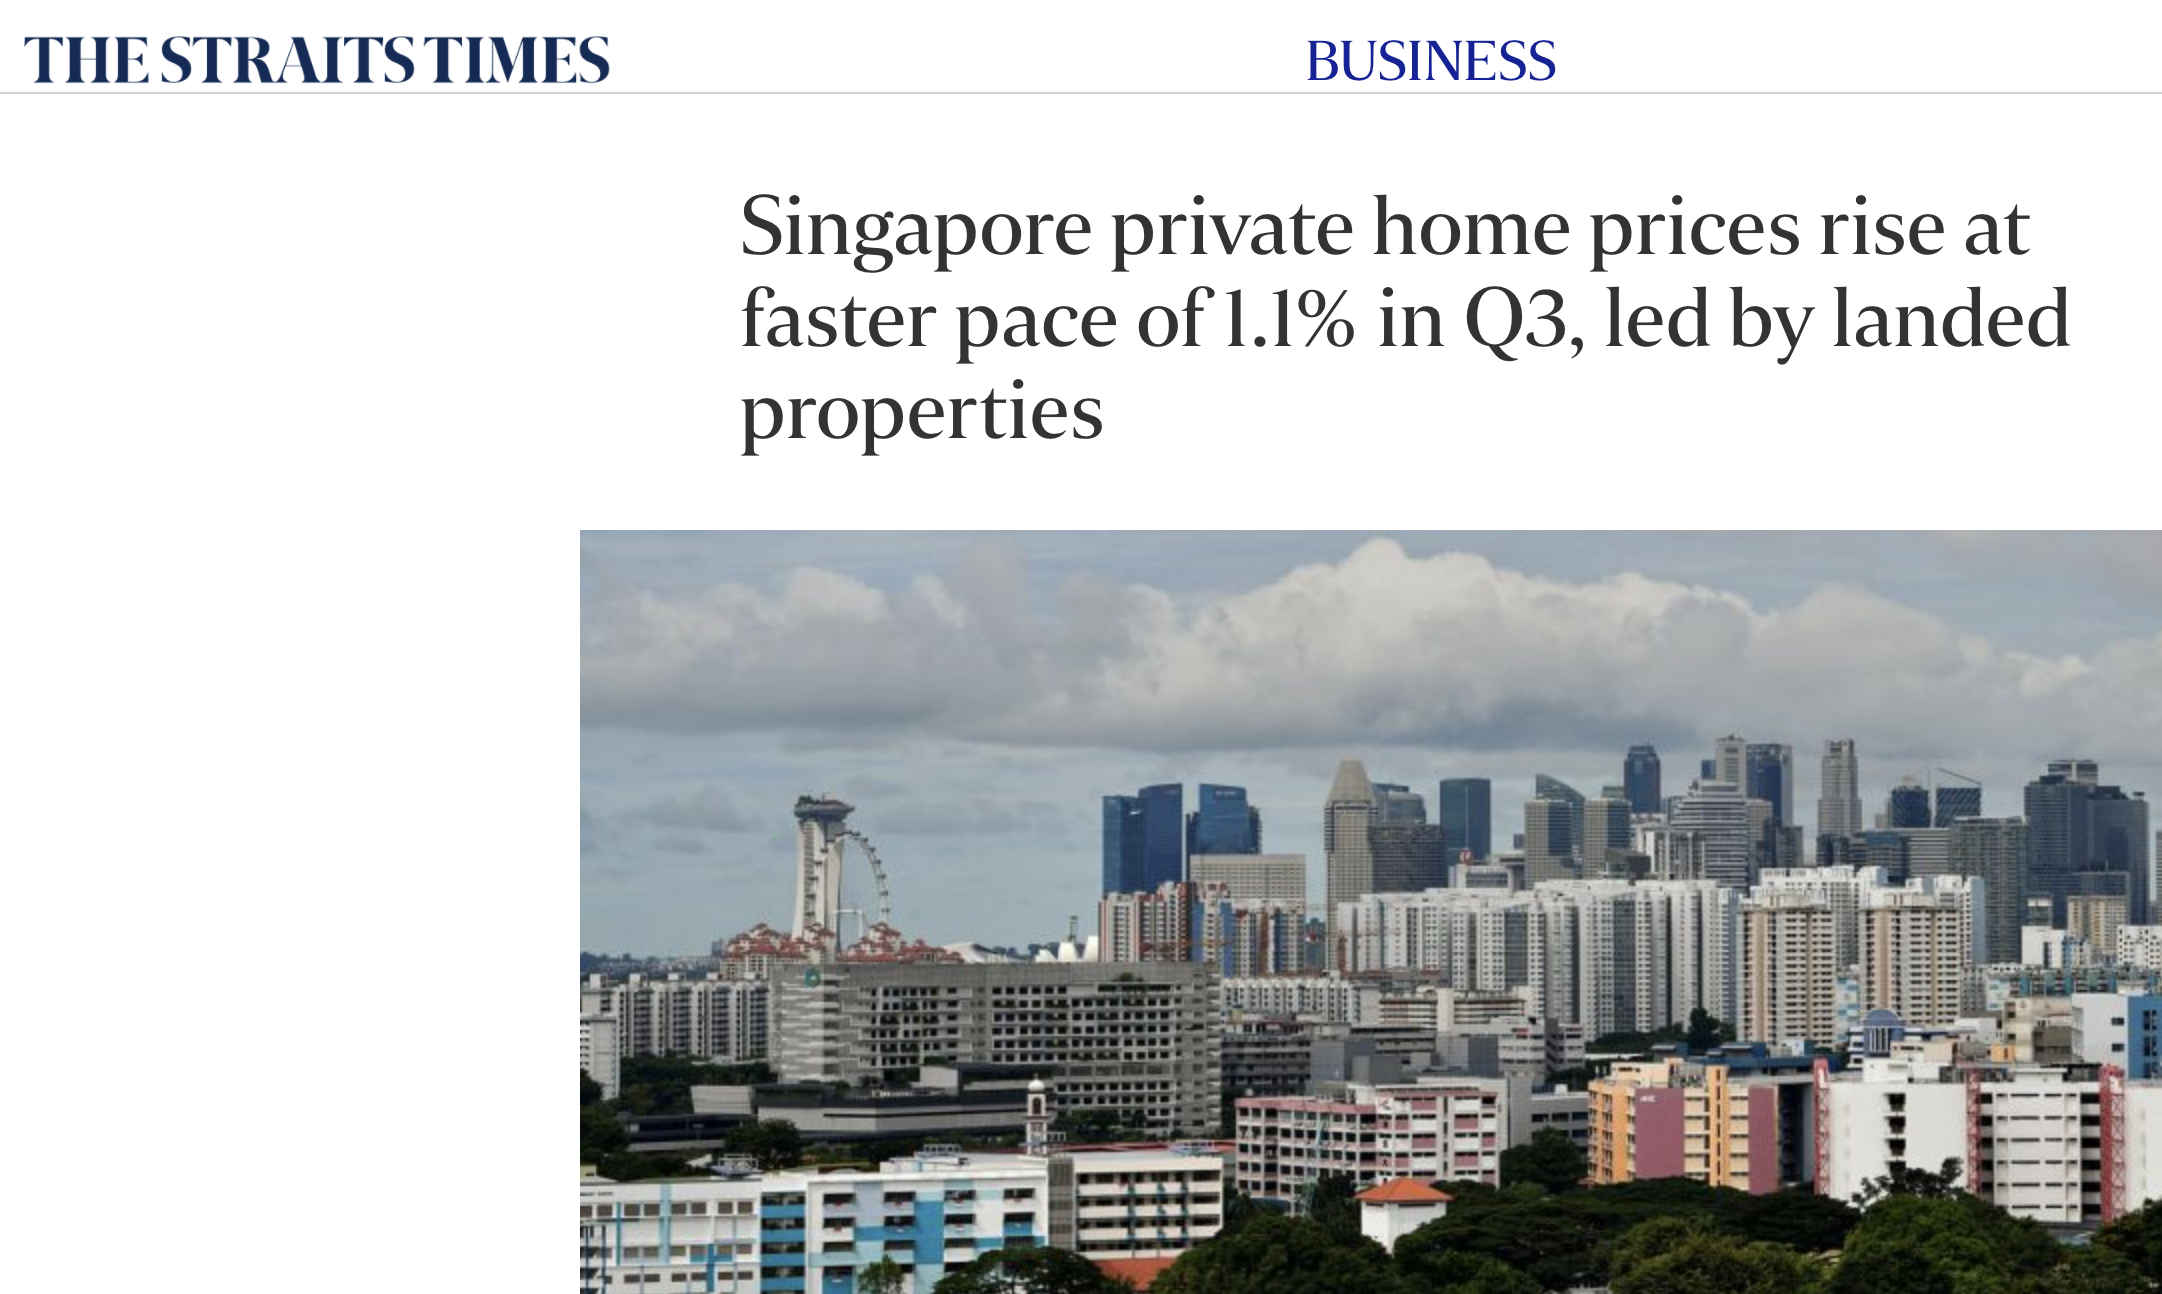 THE STRAITS TIMES
BUSINESS
Singapore private home prices rise at
faster pace of 1.1% in Q3, led by landed
properties